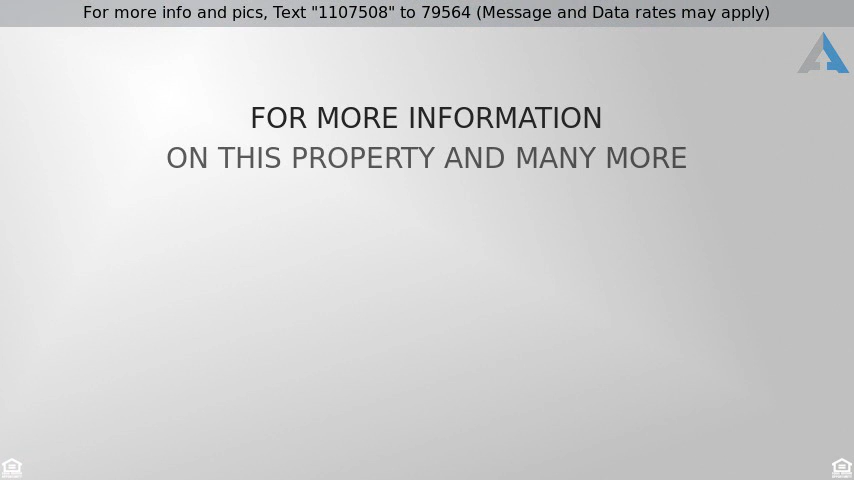 For more info and pics, Text "1107508" to 79564 (Message and Data rates may apply)
FOR MORE INFORMATION
ON THIS PROPERTY AND MANY MORE